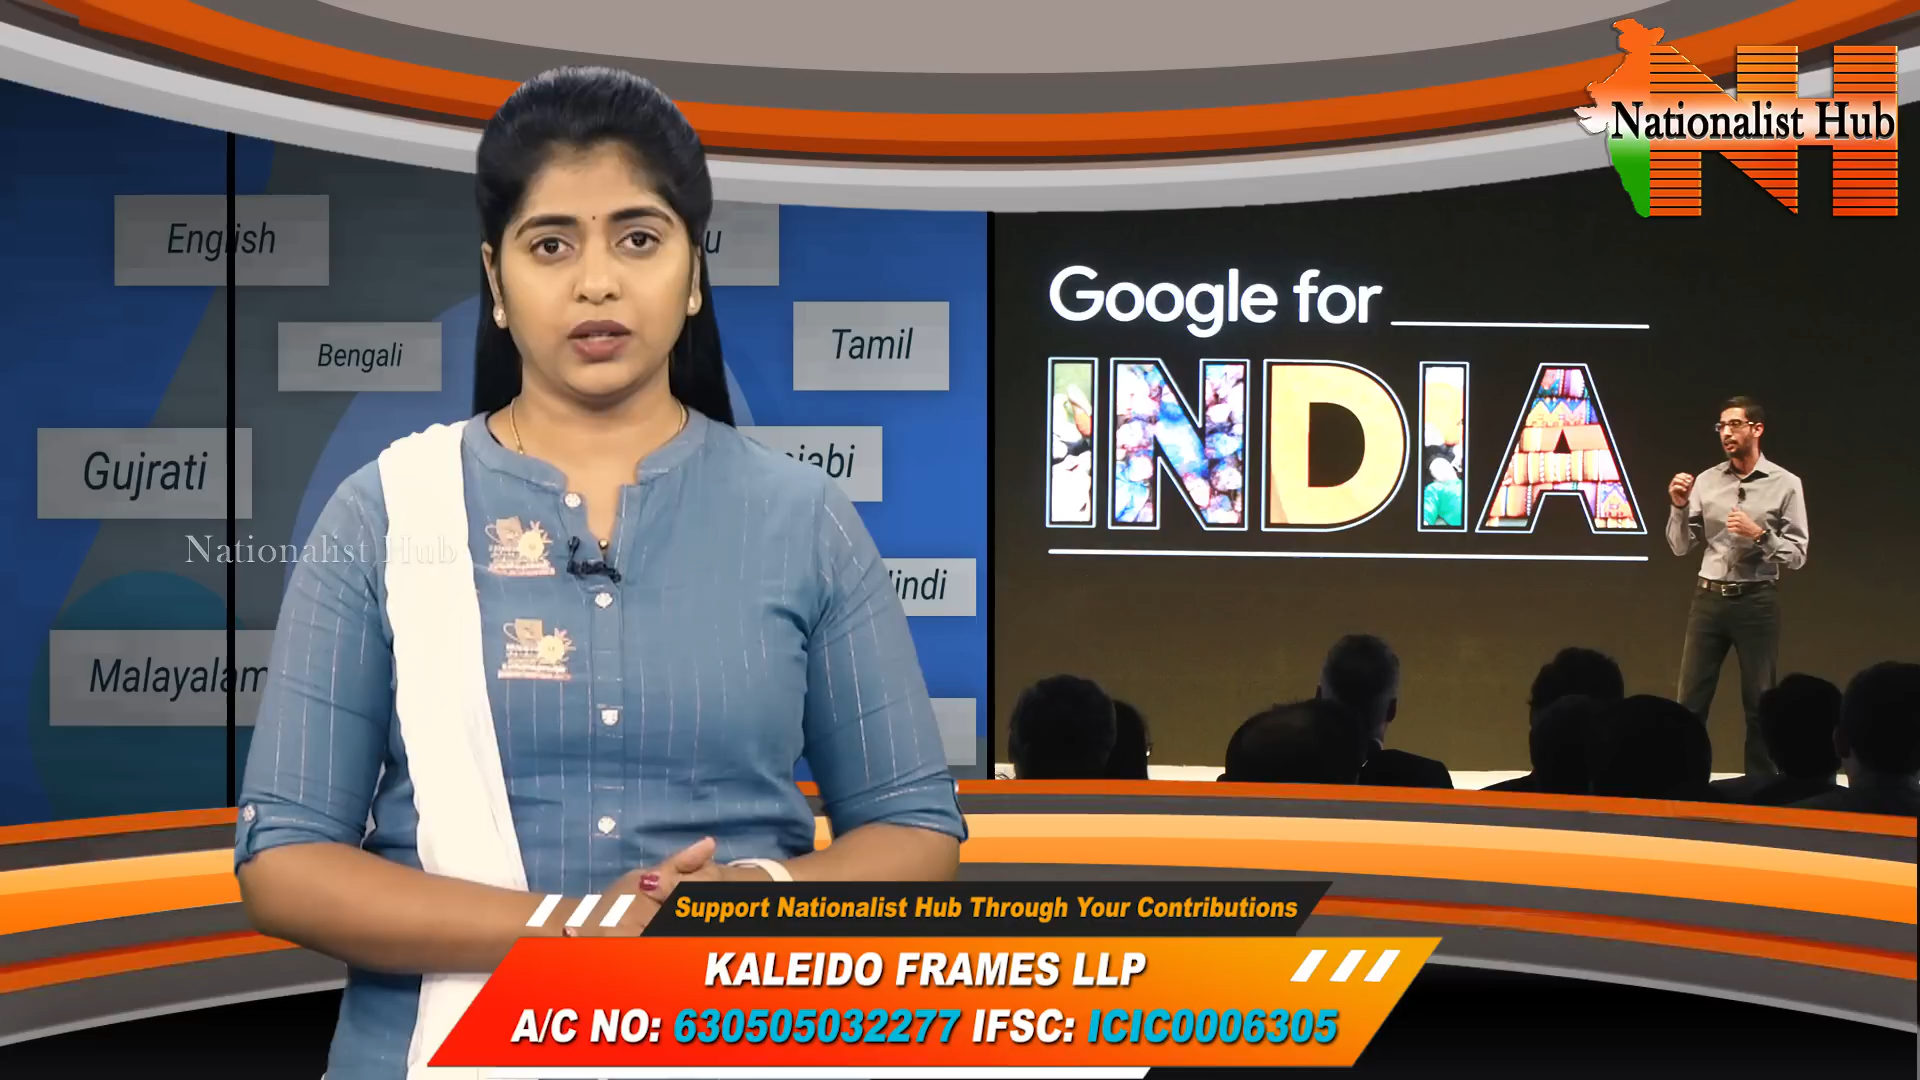 Nationalist Hub
English
Bengali
Tamil
Gujrati
Malayalam
Google for
INDIA
Nationalist Hub
Support Nationalist Hub Through Your Contributions
KALEIDO FRAMES LLP
A/C NO: 630505032277 IFSC: ICIC0006305